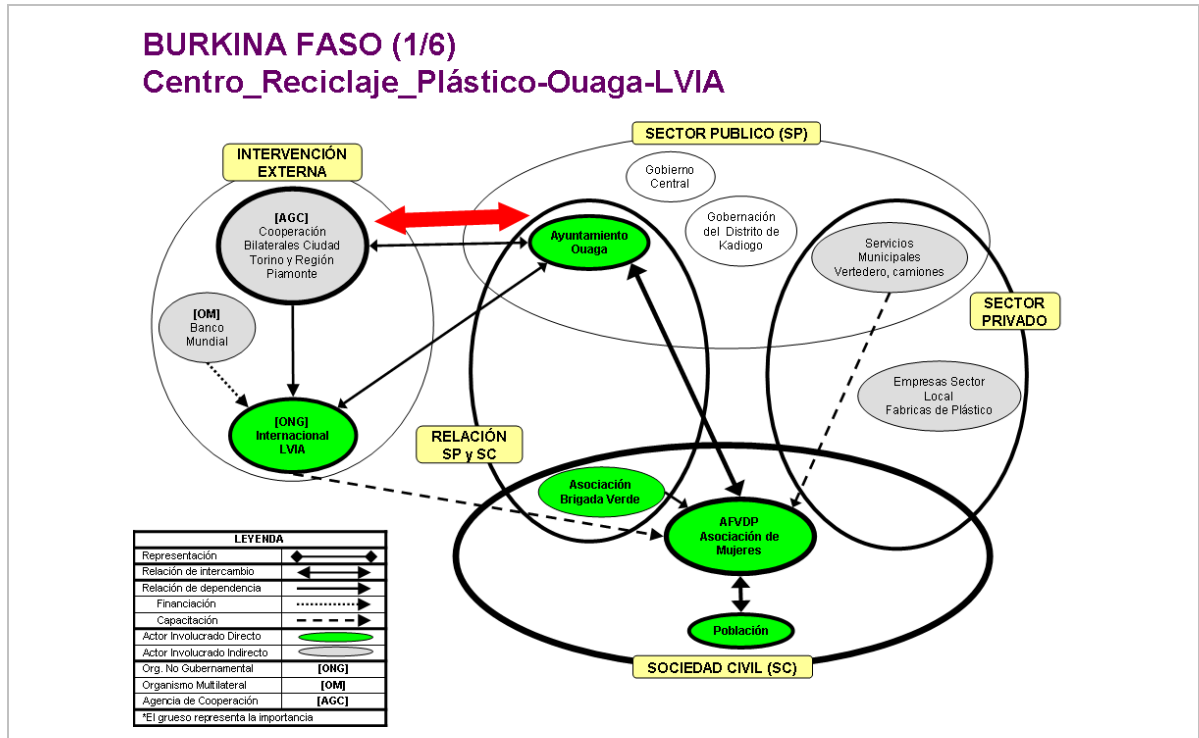 BURKINA FASO (1/6)
Centro_Reciclaje_Plástico-Ouaga-LVIA
SECTOR PUBLICO (SP)
INTERVENCIÓN
EXTERNA
Gobierno
Central
[AGC]
Cooperación
Bilaterales Ciudad
Torino y Región
Piamonte
Ayuntamiento
Ouaga
Gobernación
del Distrito de
Kadiogo
Servicios
Municipales
Vertedero, camiones
SECTOR
PRIVADO
[OM]
Banco
Mundial
Empresas Sector
Local
Fabricas de Plástico
[ONG]
Internacional
LVIA
RELACIÓN
SP y SC
Asociación
Brigada Verde
AFVDP
Asociación de
Mujeres
Población
SOCIEDAD CIVIL (SC)
LEYENDA
Representación
Relación de intercambio
Relación de dependencia
Financiación
Capacitación
Actor Involucrado Directo
Actor Involucrado Indirecto
Org. No Gubernamental [ONG]
Organismo Multilateral [OM]
Agencia de Cooperación [AGC]
*El grueso representa la importancia